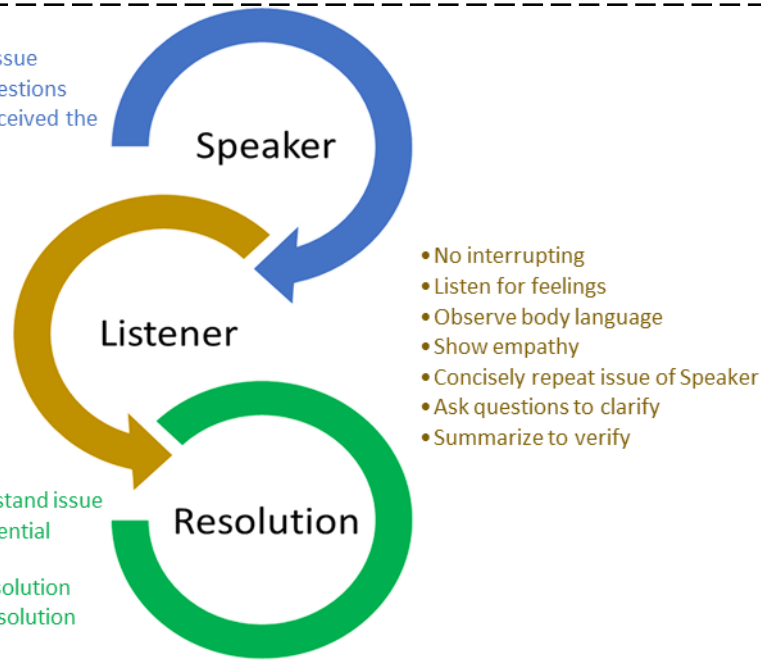 ssue
estions
ceived the
Speaker
• No interrupting
• Listen for feelings
• Observe body language
• Show empathy
• Concisely repeat issue of Speaker
• Ask questions to clarify
• Summarize to verify
Listener
stand issue
ential
solution
solution
Resolution